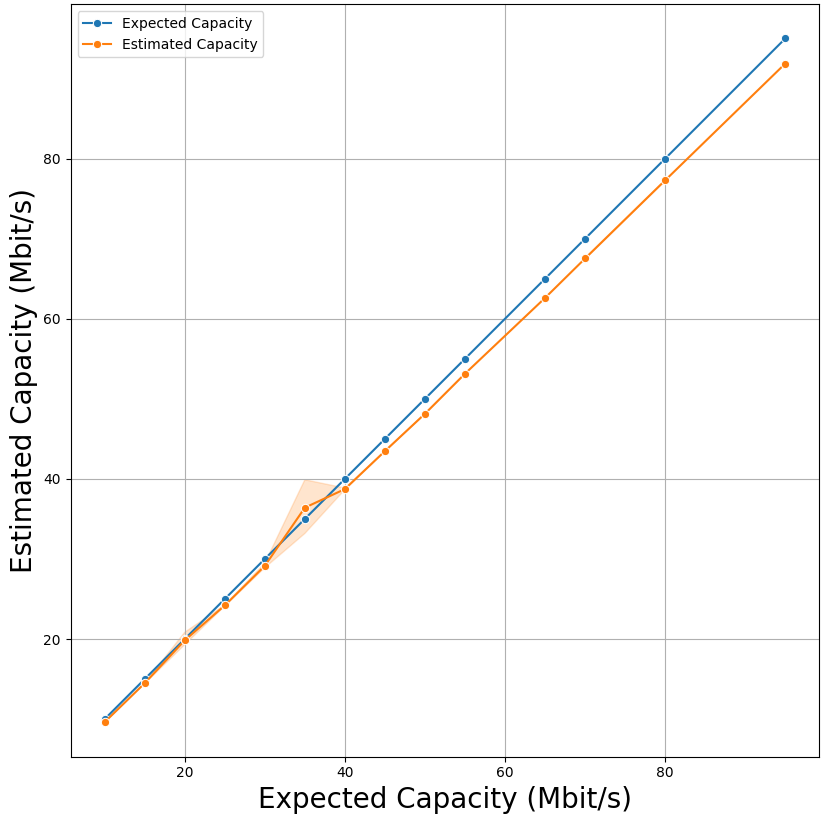 Expected Capacity
Estimated Capacity
80
60
40
20
Estimated Capacity (Mbit/s)
20 40 60 80
Expected Capacity (Mbit/s)